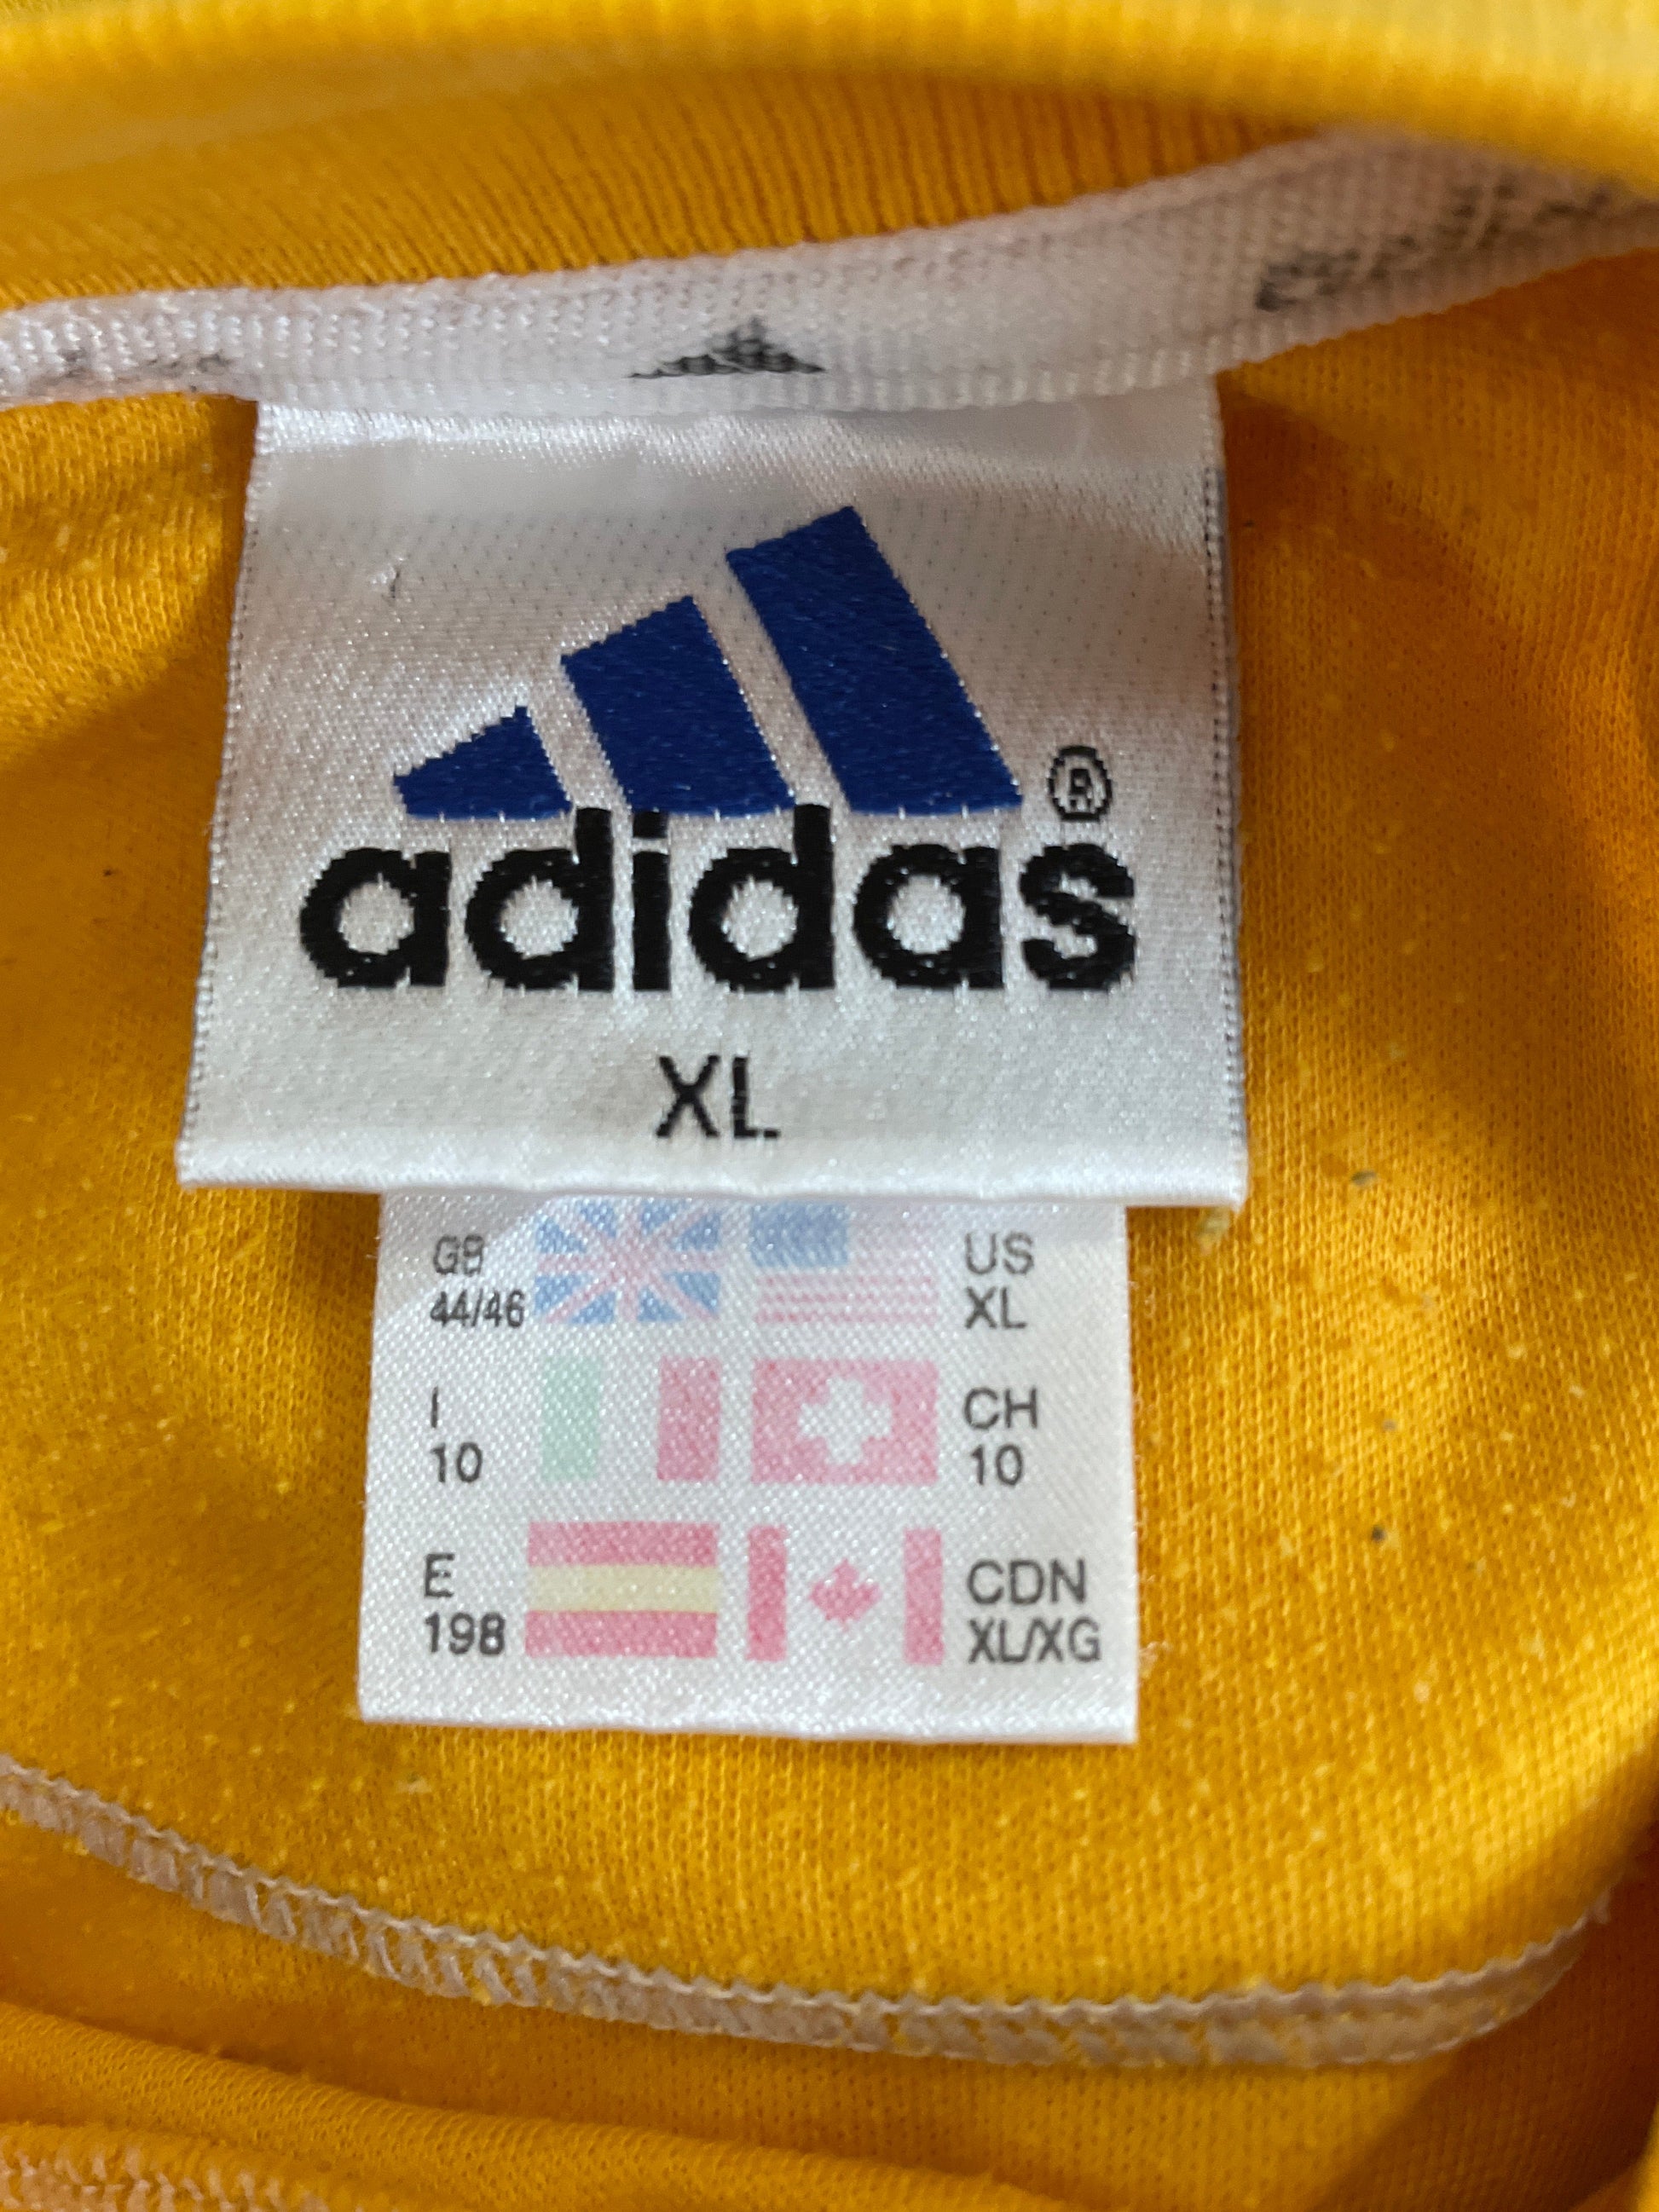 adidas®
XL
GB
44/46
US
XL
I
10
CH
10
E
198
CDN
XL/XG